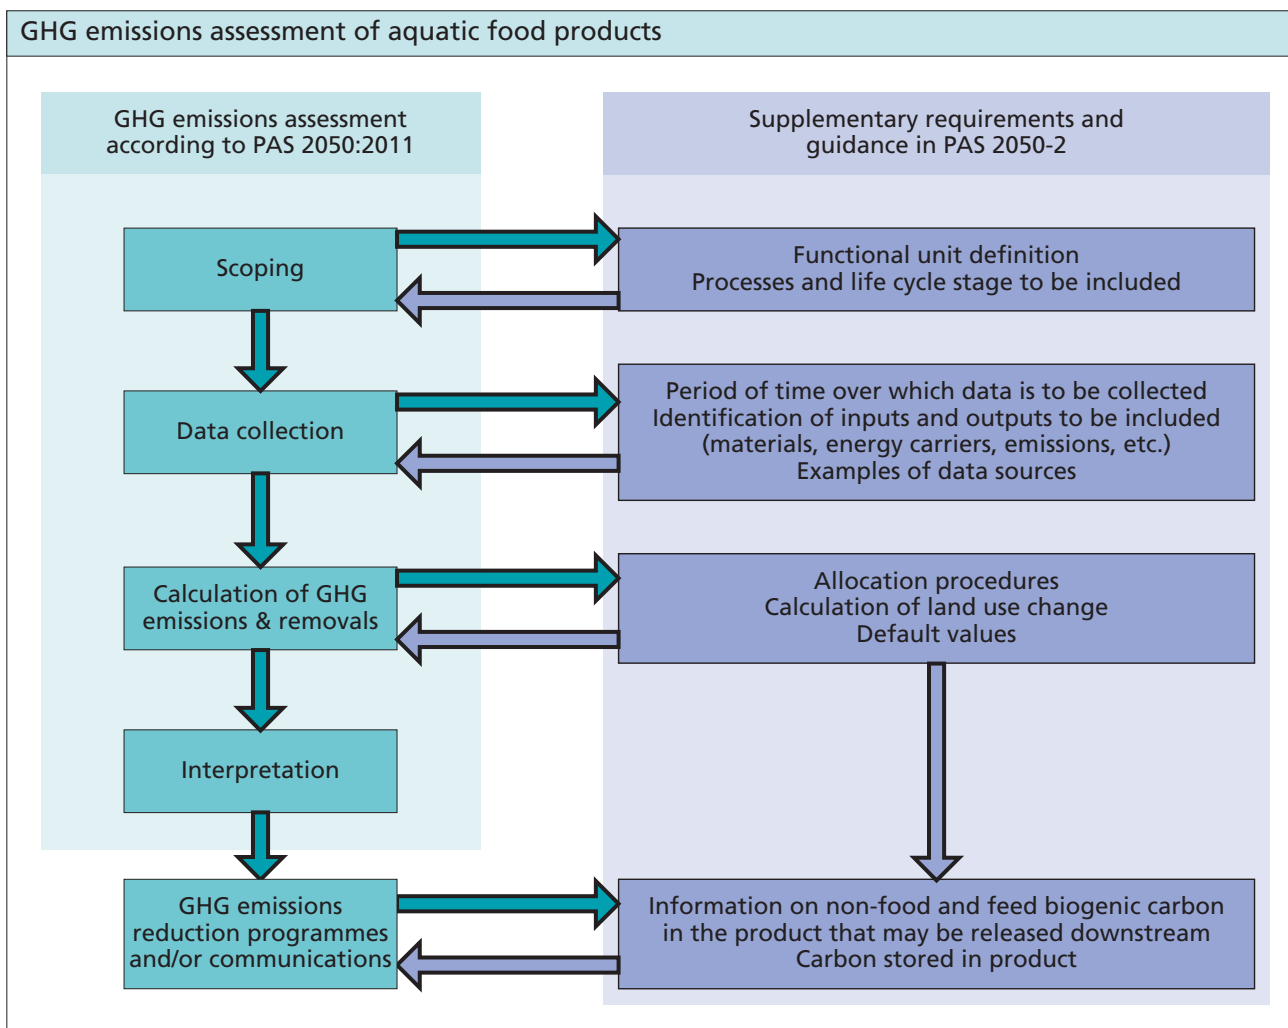 GHG emissions assessment of aquatic food products
GHG emissions assessment
according to PAS 2050:2011
Supplementary requirements and
guidance in PAS 2050-2
Scoping
Functional unit definition
Processes and life cycle stage to be included
Data collection
Period of time over which data is to be collected
Identification of inputs and outputs to be included
(materials, energy carriers, emissions, etc.)
Examples of data sources
Calculation of GHG
emissions & removals
Allocation procedures
Calculation of land use change
Default values
Interpretation
GHG emissions
reduction programmes
and/or communications
Information on non-food and feed biogenic carbon
in the product that may be released downstream
Carbon stored in product